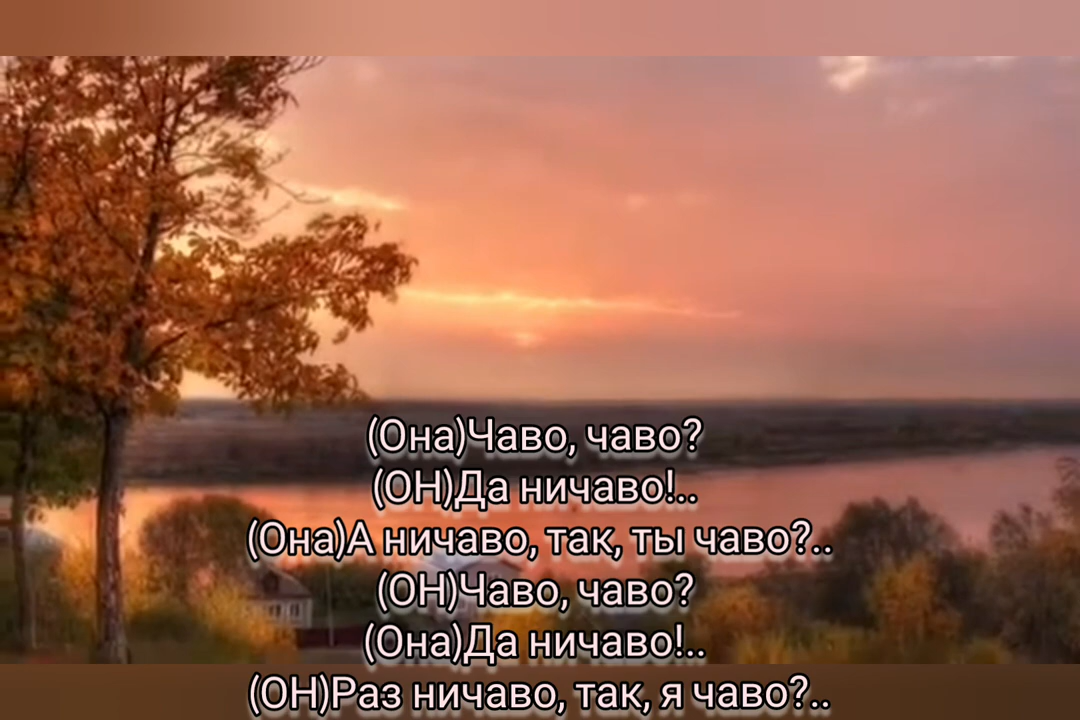 (Она)Чаво, чаво?
(ОН)Да ничаво!..
(Она)А ничаво, так, ты чаво?..
(ОН)Чаво, чаво?
(Она)Да ничаво!..
(ОН)Раз ничаво, так, я чаво?..